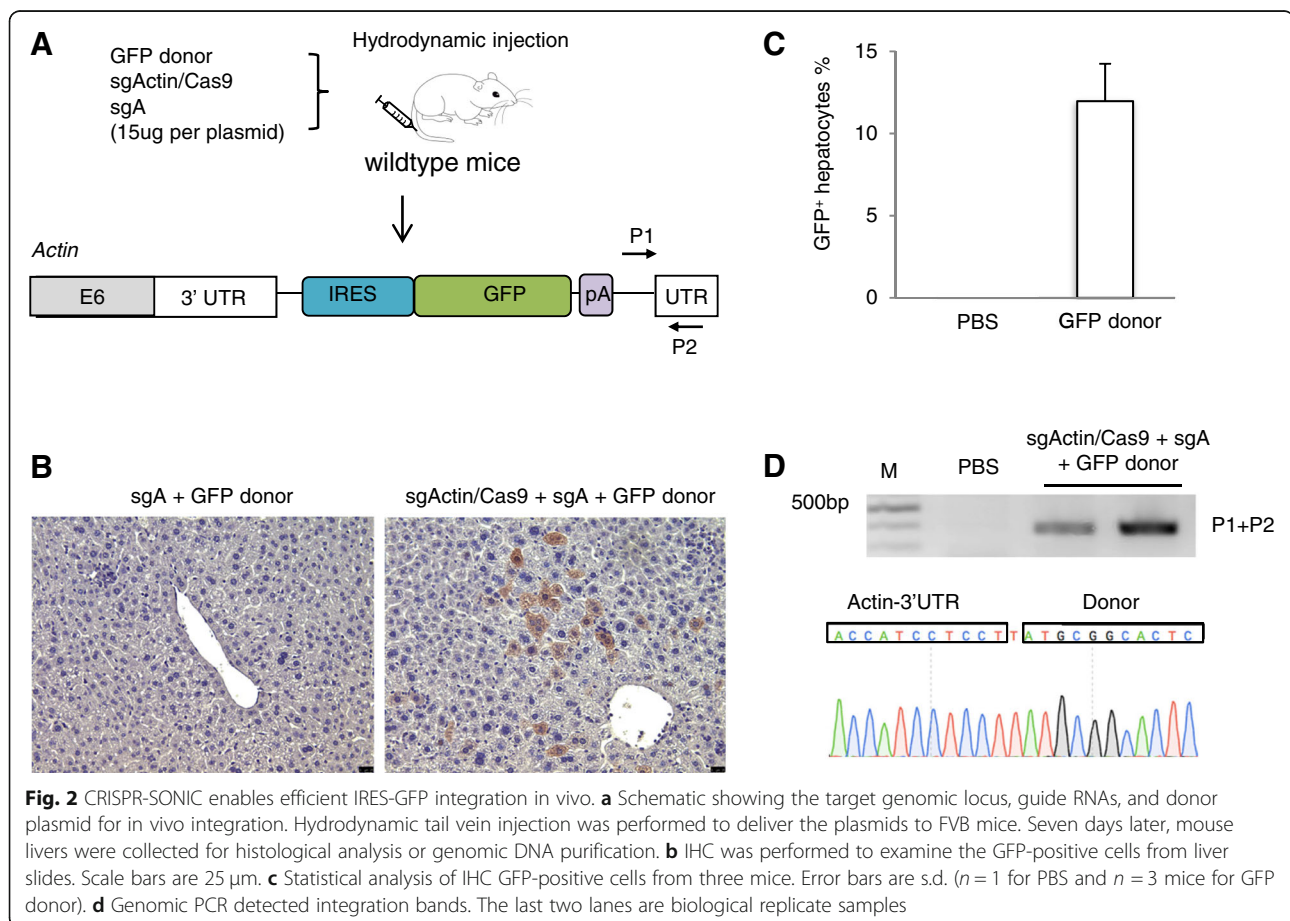 A
GFP donor
sgActin/Cas9
sgA
(15ug per plasmid)
Hydrodynamic injection
wildtype mice
Actin
P1
E6
3' UTR
IRES
GFP
pA
UTR
P2
C
15
10
5
0
GFP+ hepatocytes %
PBS
GFP donor
B
sgA + GFP donor
sgActin/Cas9 + sgA + GFP donor
D
M
PBS
sgActin/Cas9 + sgA
+ GFP donor
500bp
P1+P2
Actin-3'UTR
Donor
A C C A T C C T C C T T A T G C G G C A C T C
Fig. 2 CRISPR-SONIC enables efficient IRES-GFP integration in vivo. a Schematic showing the target genomic locus, guide RNAs, and donor
plasmid for in vivo integration. Hydrodynamic tail vein injection was performed to deliver the plasmids to FVB mice. Seven days later, mouse
livers were collected for histological analysis or genomic DNA purification. b IHC was performed to examine the GFP-positive cells from liver
slides. Scale bars are 25 μm. c Statistical analysis of IHC GFP-positive cells from three mice. Error bars are s.d. (n = 1 for PBS and n = 3 mice for GFP
donor). d Genomic PCR detected integration bands. The last two lanes are biological replicate samples